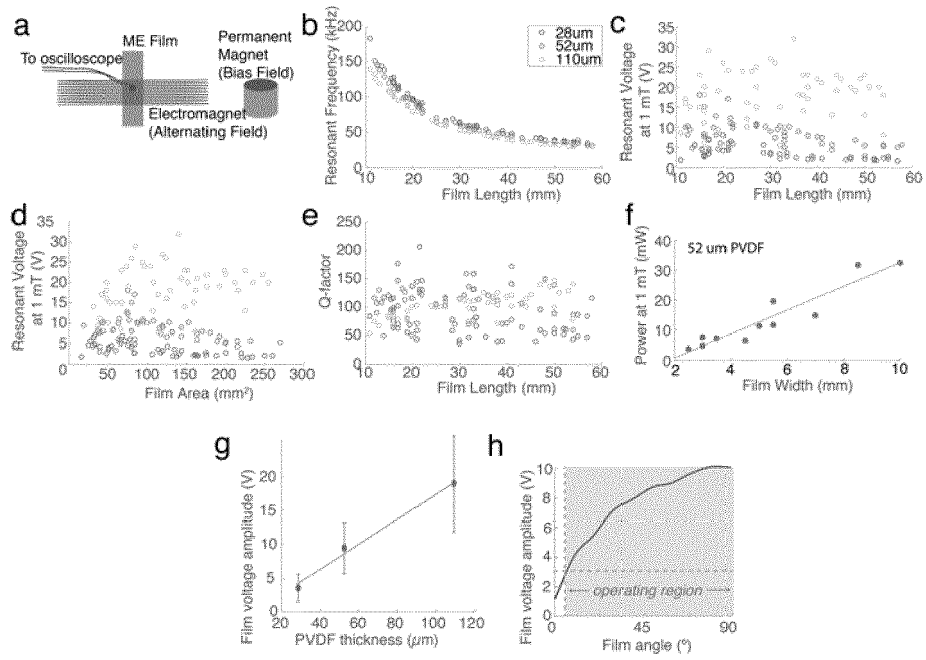 a
ME Film
To oscilloscope
Permanent
Magnet
(Bias Field)
Electromagnet
(Alternating Field)
b
Resonant Frequency (kHz)
200
150
100
50
0
10 20 30 40 50 60
Film Length (mm)
28um
52um
110um
c
Resonant Voltage
at 1 mT (V)
35
30
25
20
15
10
5
0
10 20 30 40 50 60
Film Length (mm)
d
Resonant Voltage
at 1 mT (V)
35
30
25
20
15
10
5
0 50 100 150 200 250 300
Film Area (mm²)
e
Q-factor
250
200
150
100
50
0
10 20 30 40 50 60
Film Length (mm)
f
52 um PVDF
Power at 1 mT (mW)
40
30
20
10
0
2 4 6 8 10
Film Width (mm)
g
Film voltage amplitude (V)
20
15
10
5
0
20 40 60 80 100 120
PVDF thickness (µm)
h
Film voltage amplitude (V)
10
8
6
4
2
0
operating region
0 45 90
Film angle (°)